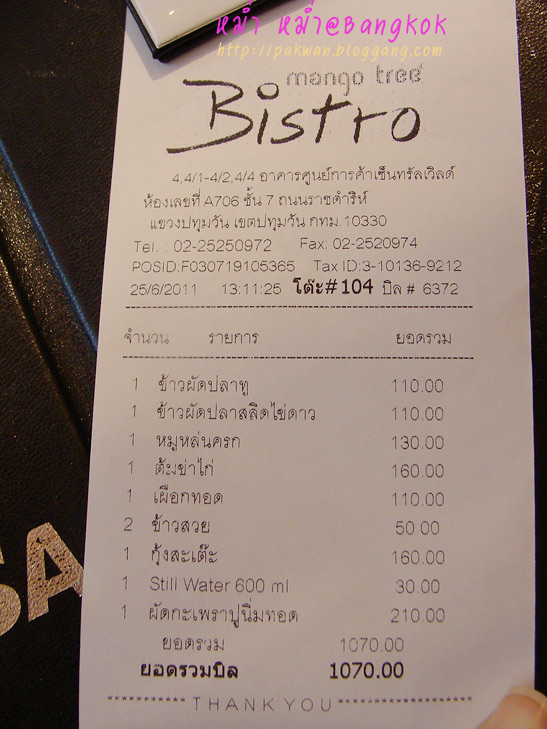 หม่ำ หม่ำ@Bangkok
http://pakwan.bloggang.com
mango tree
Bistro
4,4/1-4/2,4/4 อาคารศูนย์การค้าเซ็นทรัลเวิลด์
ห้องเลขที่ A706 ชั้น 7 ถนนราชดำริห์
แขวงปทุมวัน เขตปทุมวัน กทม.10330
Tel. : 02-25250972 Fax: 02-2520974
POSID:F030719105365 Tax ID:3-10136-9212
25/6/2011 13:11:25 โต๊ะ#104 บิล # 6372
จำนวน รายการ ยอดรวม
1 ข้าวผัดปลาทู 110.00
1 ข้าวผัดปลาสลิดไข่ดาว 110.00
1 หมูหล่นครก 130.00
1 ต้มข่าไก่ 160.00
1 เผือกทอด 110.00
2 ข้าวสวย 50.00
1 กุ้งสะเต๊ะ 160.00
1 Still Water 600 ml 30.00
1 ผัดกะเพราปูนิ่มทอด 210.00
ยอดรวม 1070.00
ยอดรวมบิล 1070.00
*********** THANK YOU ***********
SA